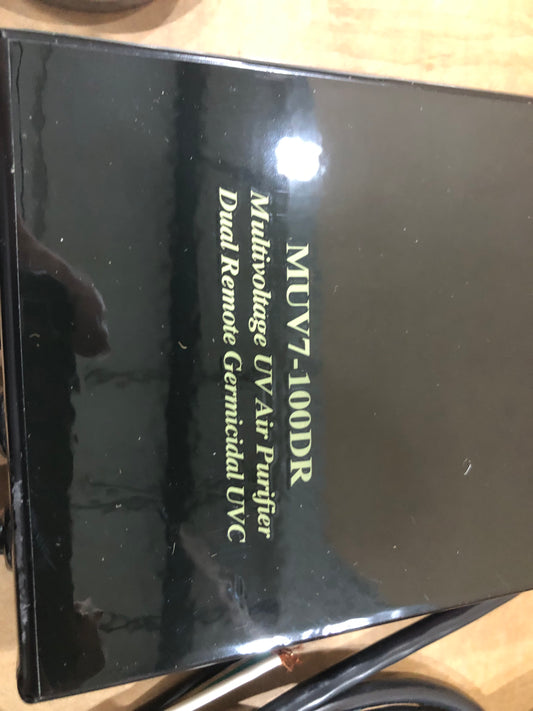 MUV7-100DR
Multivoltage UV Air Purifier
Dual Remote Germicidal UVC